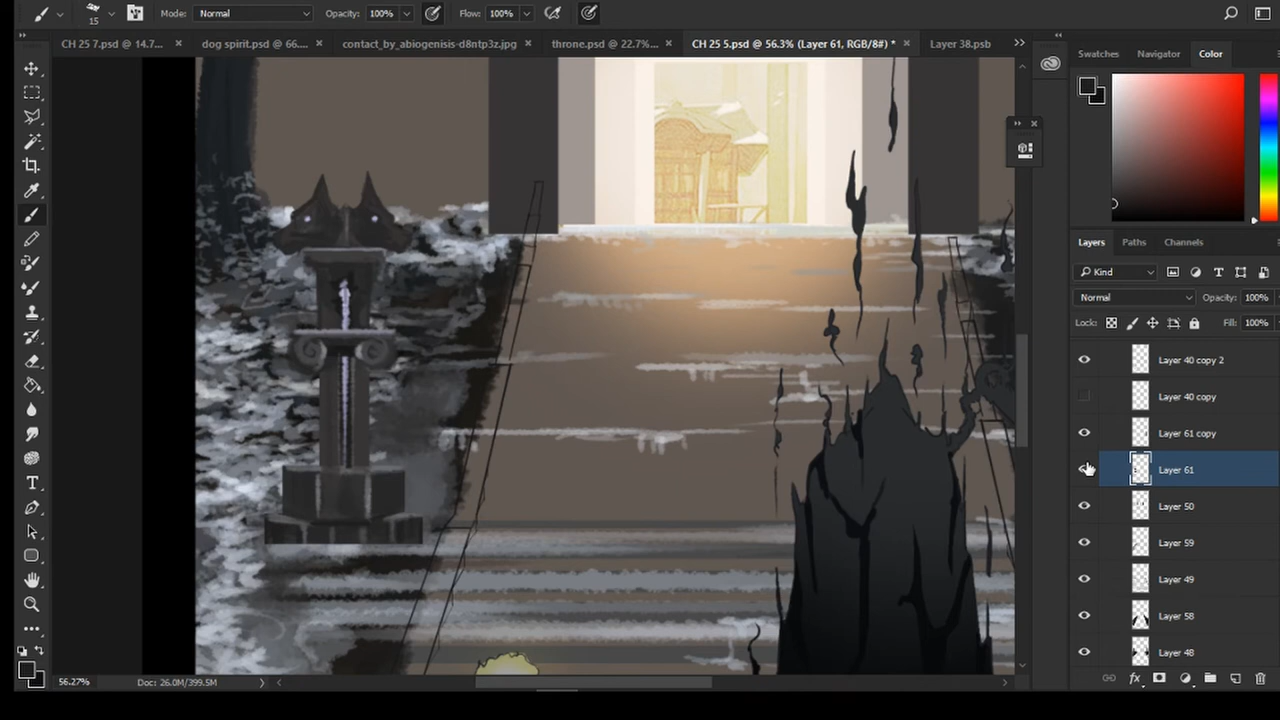 15 Mode: Normal Opacity: 100% Flow: 100%
CH 25 7.psd @ 14.7... × dog spirit.psd @ 66.... × contact_by_abiogenisis-d8ntp3z.jpg × throne.psd @ 22.7%... × CH 25 5.psd @ 56.3% (Layer 61, RGB/8#) * × Layer 38.psb
Swatches Navigator Color
Layers Paths Channels
Kind
Normal Opacity: 100%
Lock: Fill: 100%
Layer 40 copy 2
Layer 40 copy
Layer 61 copy
Layer 61
Layer 50
Layer 59
Layer 49
Layer 58
Layer 48
56.27% Doc: 26.0M/399.5M